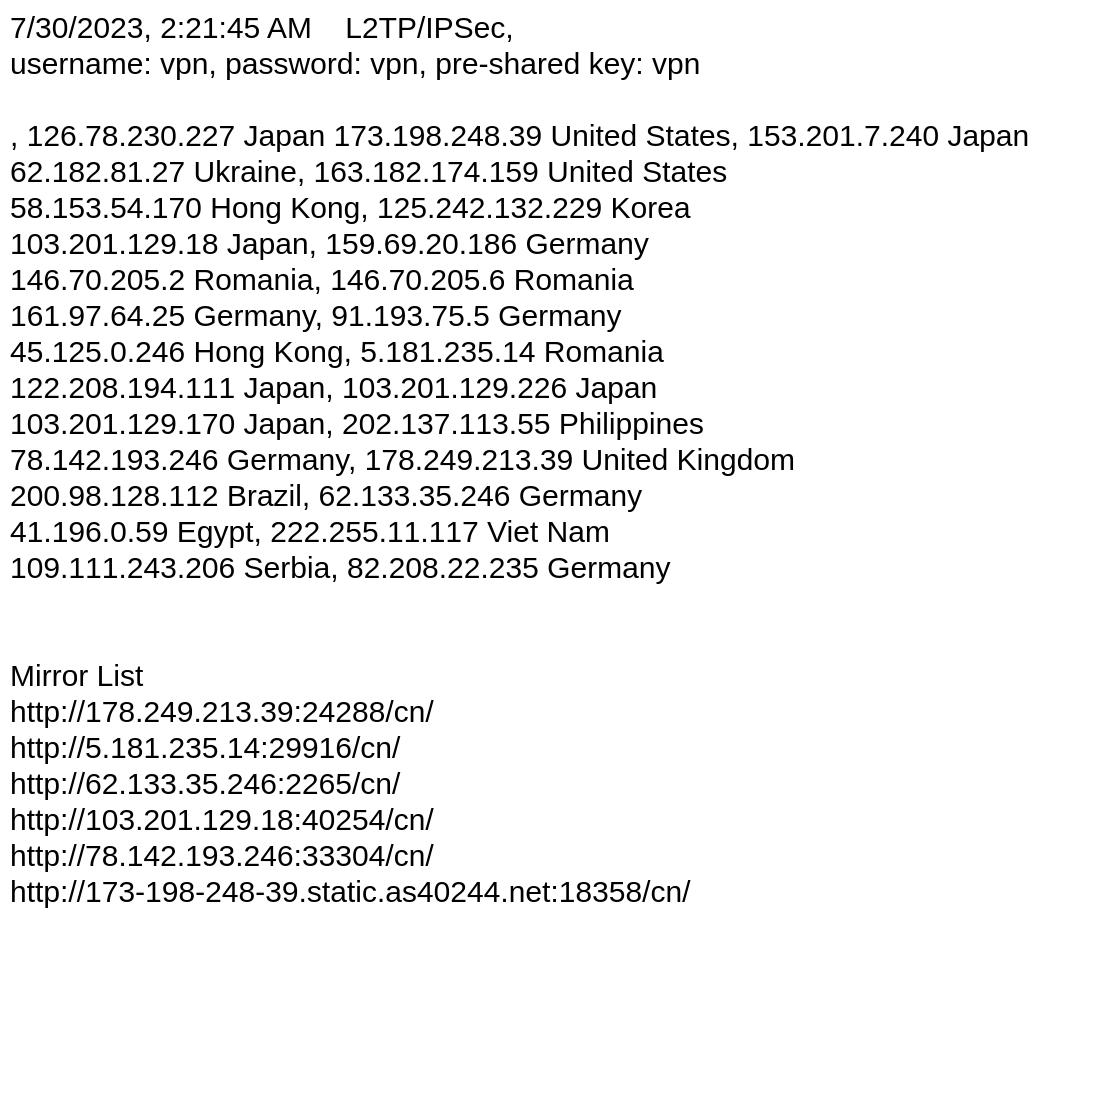 7/30/2023, 2:21:45 AM    L2TP/IPSec,
username: vpn, password: vpn, pre-shared key: vpn
, 126.78.230.227 Japan 173.198.248.39 United States, 153.201.7.240 Japan
62.182.81.27 Ukraine, 163.182.174.159 United States
58.153.54.170 Hong Kong, 125.242.132.229 Korea
103.201.129.18 Japan, 159.69.20.186 Germany
146.70.205.2 Romania, 146.70.205.6 Romania
161.97.64.25 Germany, 91.193.75.5 Germany
45.125.0.246 Hong Kong, 5.181.235.14 Romania
122.208.194.111 Japan, 103.201.129.226 Japan
103.201.129.170 Japan, 202.137.113.55 Philippines
78.142.193.246 Germany, 178.249.213.39 United Kingdom
200.98.128.112 Brazil, 62.133.35.246 Germany
41.196.0.59 Egypt, 222.255.11.117 Viet Nam
109.111.243.206 Serbia, 82.208.22.235 Germany
Mirror List
http://178.249.213.39:24288/cn/
http://5.181.235.14:29916/cn/
http://62.133.35.246:2265/cn/
http://103.201.129.18:40254/cn/
http://78.142.193.246:33304/cn/
http://173-198-248-39.static.as40244.net:18358/cn/